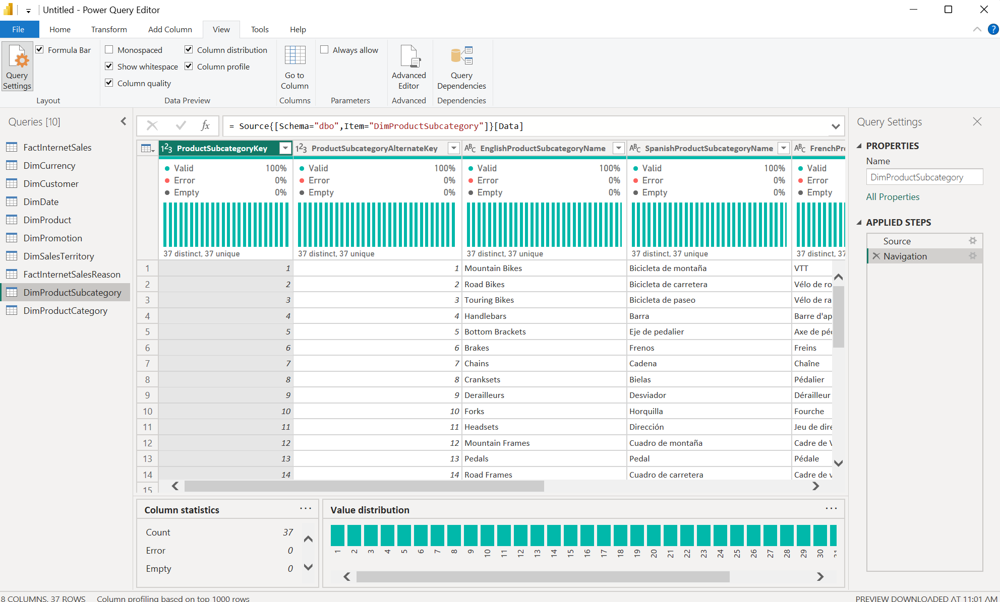 Untitled - Power Query Editor
File Home Transform Add Column View Tools Help
?
Query Settings
Formula Bar
Layout
Monospaced
Show whitespace
Column quality
Column distribution
Column profile
Data Preview
Go to Column
Columns
Always allow
Parameters
Advanced Editor
Advanced
Query Dependencies
Dependencies
Queries [10]
FactInternetSales
DimCurrency
DimCustomer
DimDate
DimProduct
DimPromotion
DimSalesTerritory
FactInternetSalesReason
DimProductSubcategory
DimProductCategory
fx
= Source{[Schema="dbo",Item="DimProductSubcategory"]}[Data]
123 ProductSubcategoryKey 123 ProductSubcategoryAlternateKey ABC EnglishProductSubcategoryName ABC SpanishProductSubcategoryName ABC FrenchPr
Valid 100% Valid 100% Valid 100% Valid 100% Valid
Error 0% Error 0% Error 0% Error 0% Error
Empty 0% Empty 0% Empty 0% Empty 0% Empty
37 distinct, 37 unique 37 distinct, 37 unique 37 distinct, 37 unique 37 distinct, 37 unique 37 distinct, 37
1 1 1 Mountain Bikes Bicicleta de montaña VTT
2 2 2 Road Bikes Bicicleta de carretera Vélo de ro
3 3 3 Touring Bikes Bicicleta de paseo Vélo de ra
4 4 4 Handlebars Barra Barre d'ap
5 5 5 Bottom Brackets Eje de pedalier Axe de pé
6 6 6 Brakes Frenos Freins
7 7 7 Chains Cadena Chaîne
8 8 8 Cranksets Bielas Pédalier
9 9 9 Derailleurs Desviador Dérailleur
10 10 10 Forks Horquilla Fourche
11 11 11 Headsets Dirección Jeu de dire
12 12 12 Mountain Frames Cuadro de montaña Cadre de V
13 13 13 Pedals Pedal Pédale
14 14 14 Road Frames Cuadro de carretera Cadre de v
15
Column statistics ...
Count 37
Error 0
Empty 0
Value distribution ...
1 2 3 4 5 6 7 8 9 10 11 12 13 14 15 16 17 18 19 20 21 22 23 24 25 26 27 28 29 30
Query Settings
PROPERTIES
Name
DimProductSubcategory
All Properties
APPLIED STEPS
Source
Navigation
8 COLUMNS, 37 ROWS Column profiling based on top 1000 rows PREVIEW DOWNLOADED AT 11:01 AM